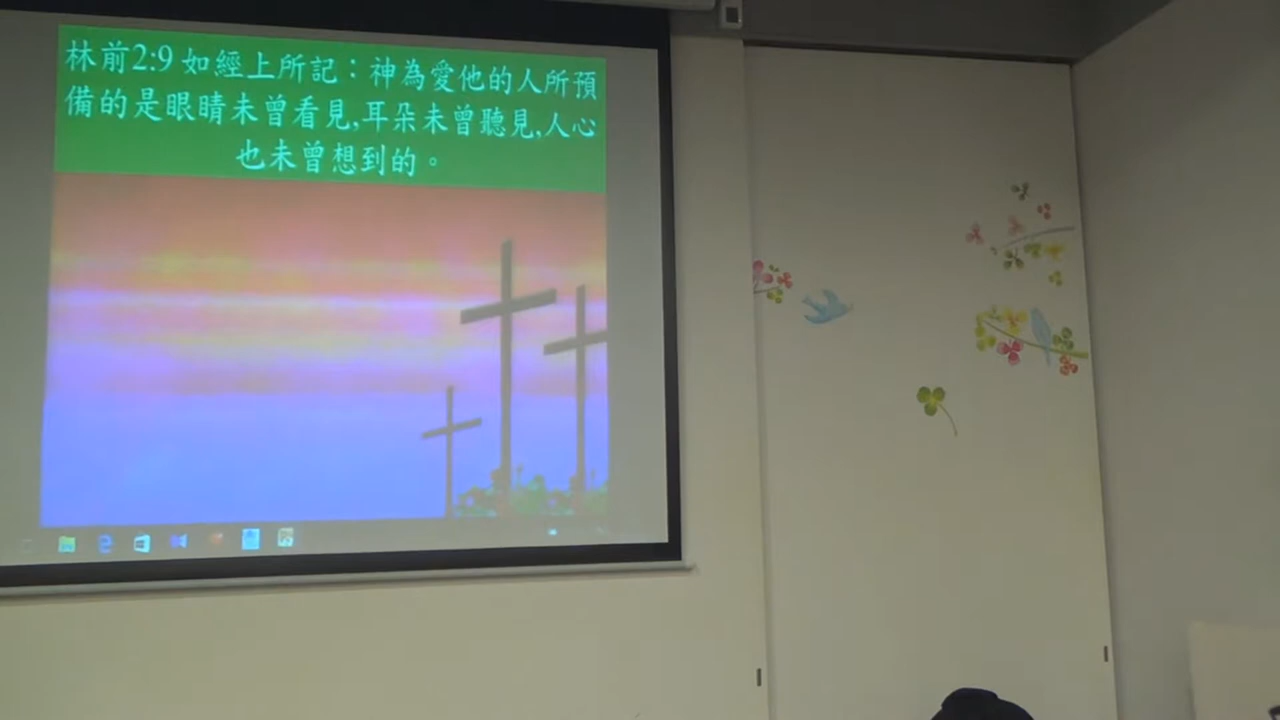 林前2:9 如經上所記：神為愛他的人所預
備的是眼睛未曾看見,耳朵未曾聽見,人心
也未曾想到的。